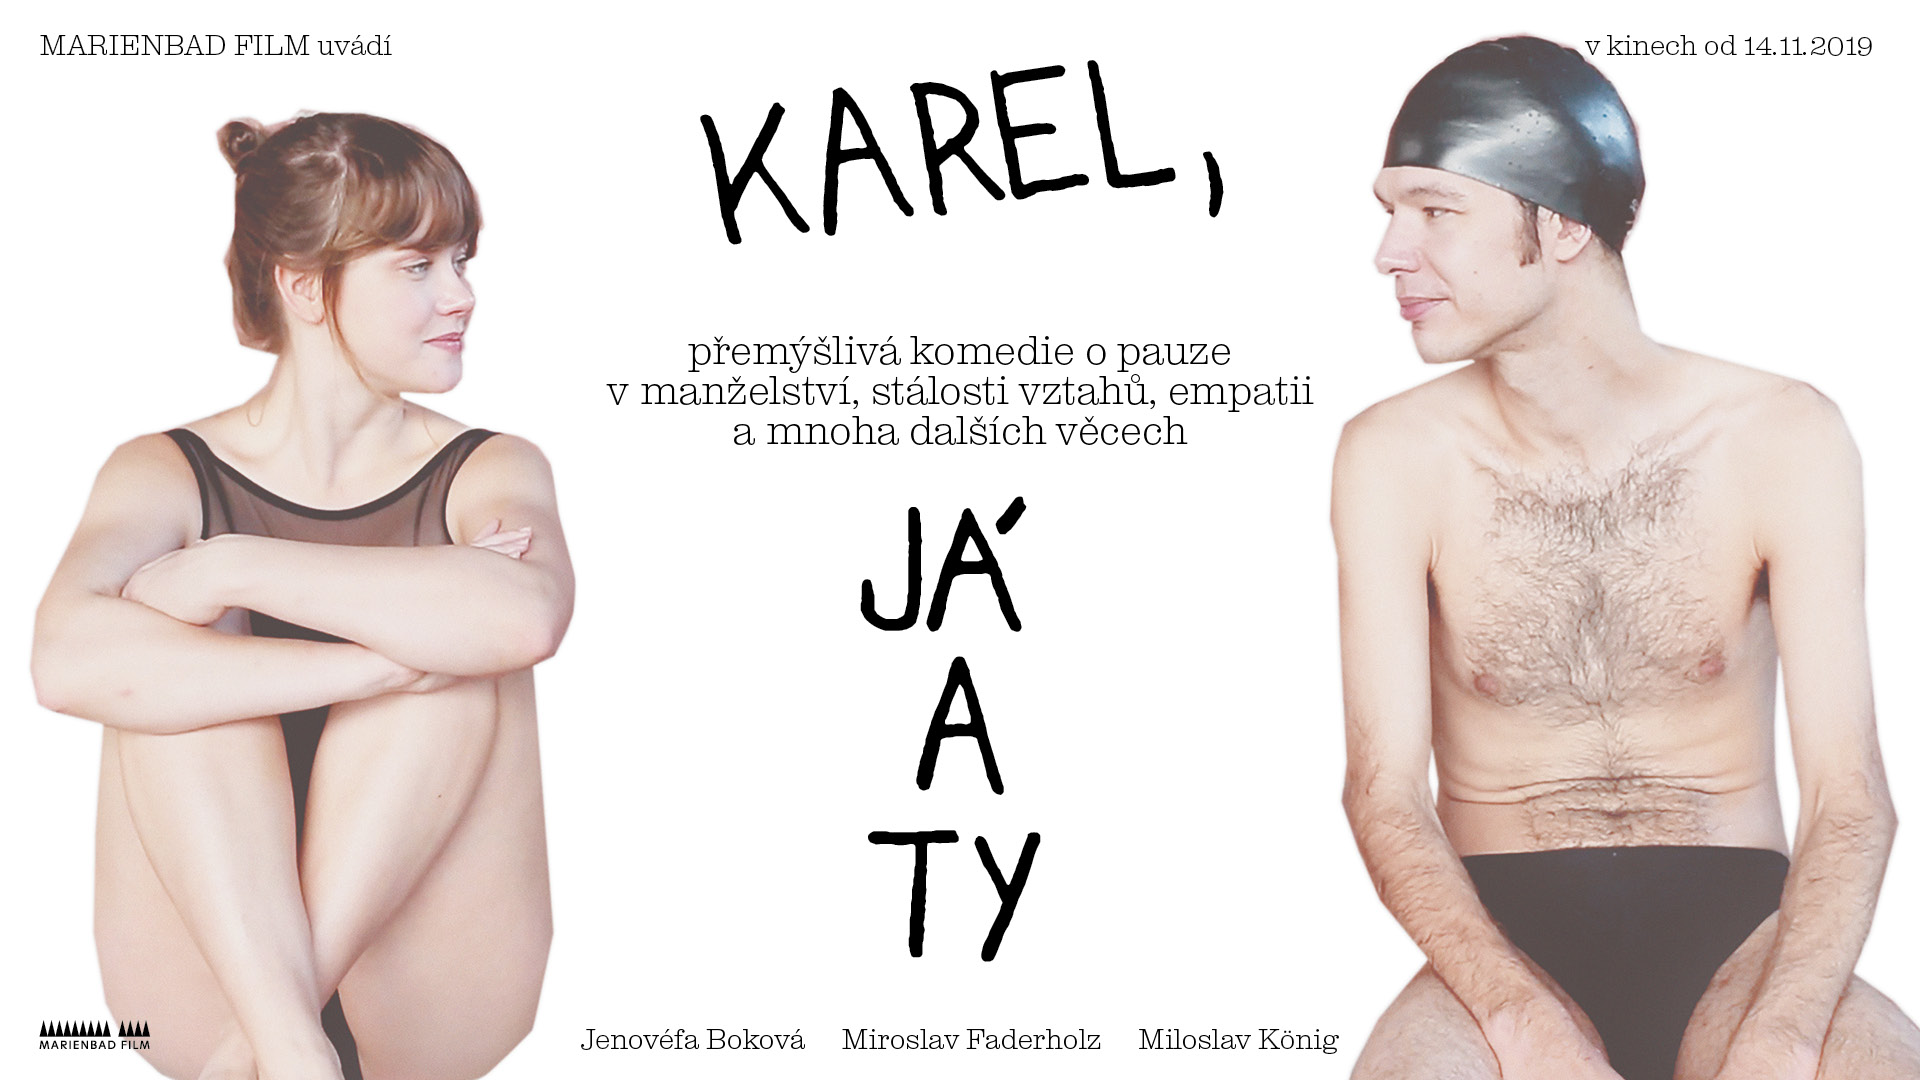 MARIENBAD FILM uvádí
v kinech od 14.11.2019
KAREL,
přemýšlivá komedie o pauze
v manželství, stálosti vztahů, empatii
a mnoha dalších věcech
JÁ
A
TY
Jenovéfa Boková Miroslav Faderholz Miloslav König
MARIENBAD FILM